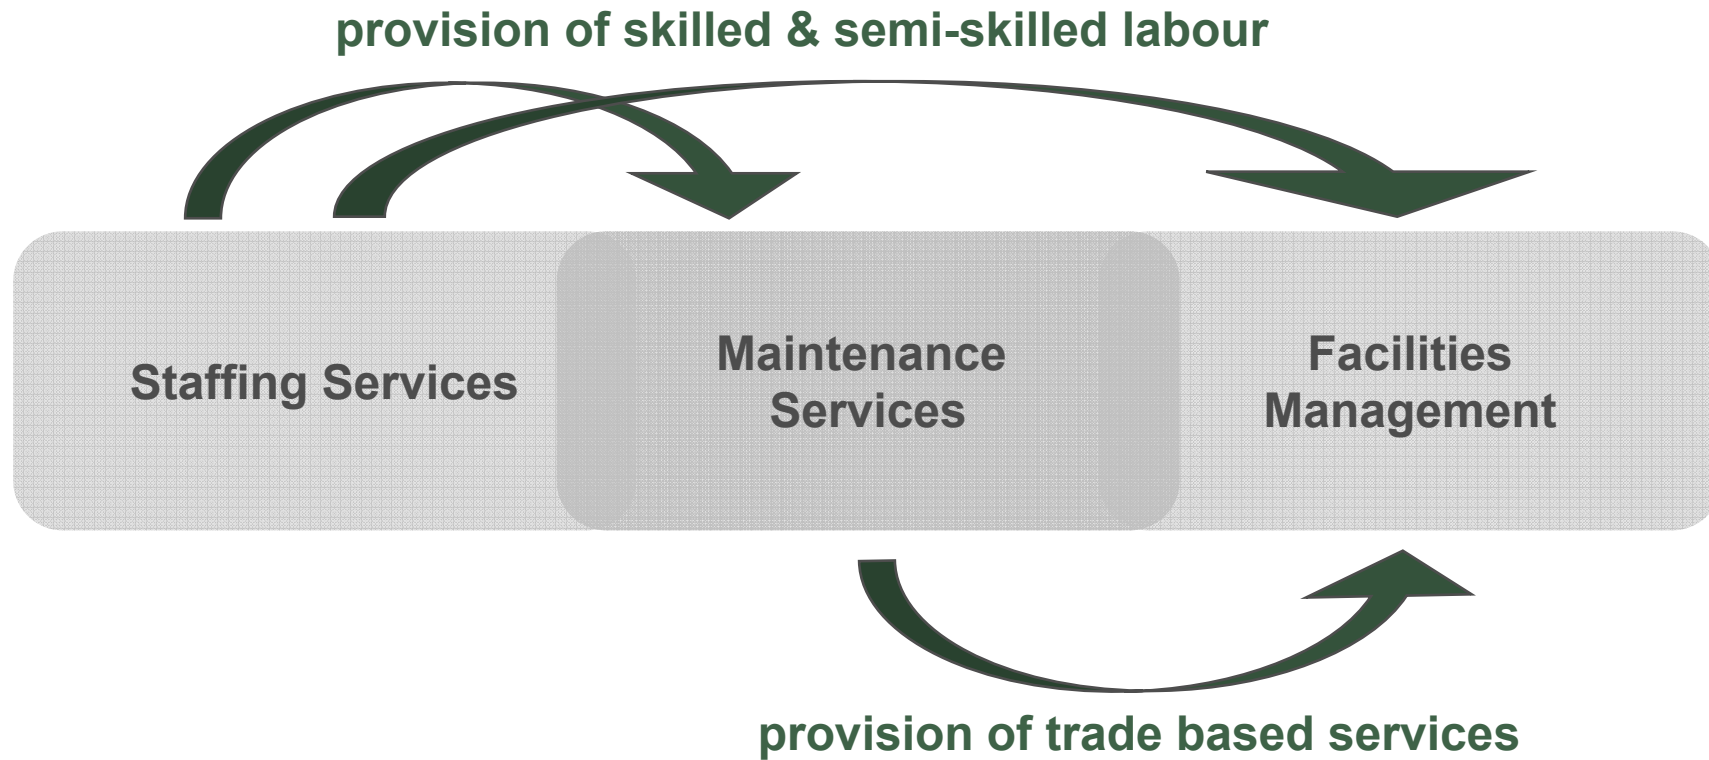 provision of skilled & semi-skilled labour
Staffing Services
Maintenance
Services
Facilities
Management
provision of trade based services